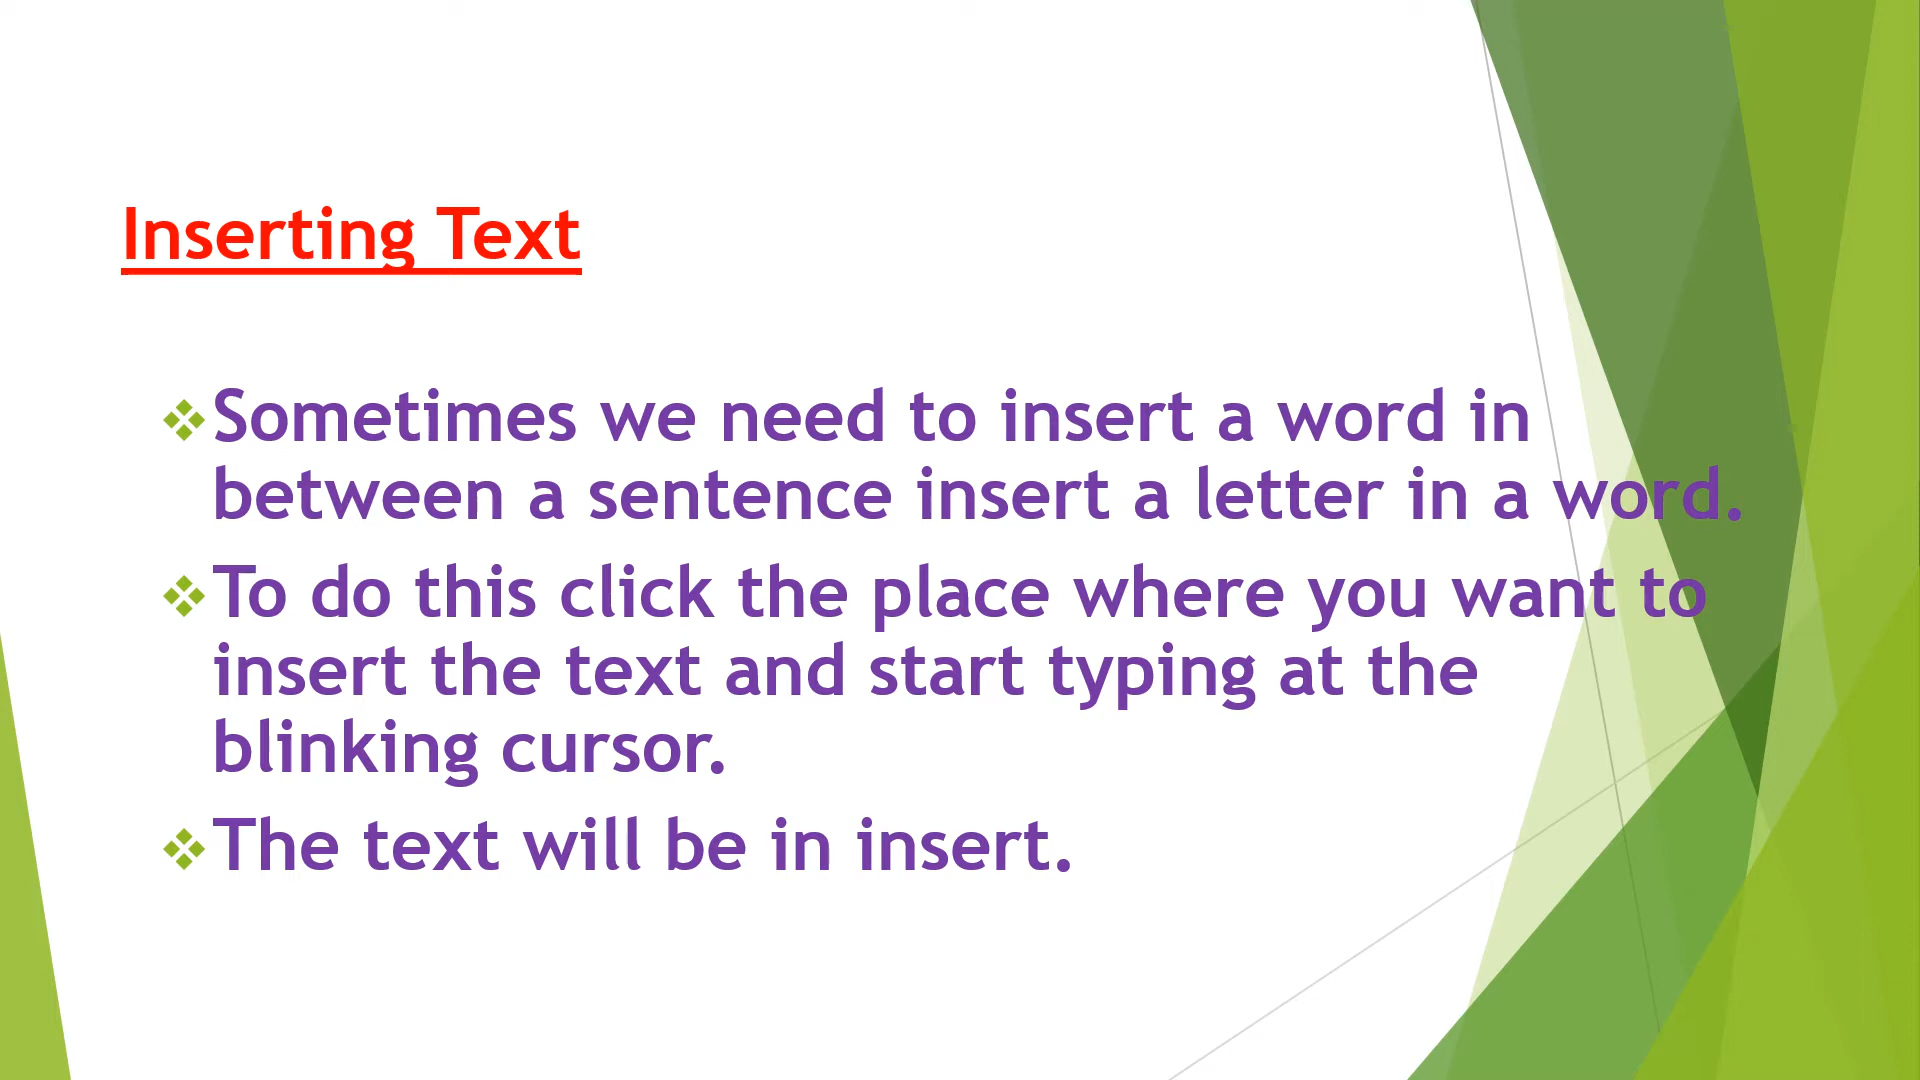 Inserting Text
❖Sometimes we need to insert a word in
between a sentence insert a letter in a word.
❖To do this click the place where you want to
insert the text and start typing at the
blinking cursor.
❖The text will be in insert.